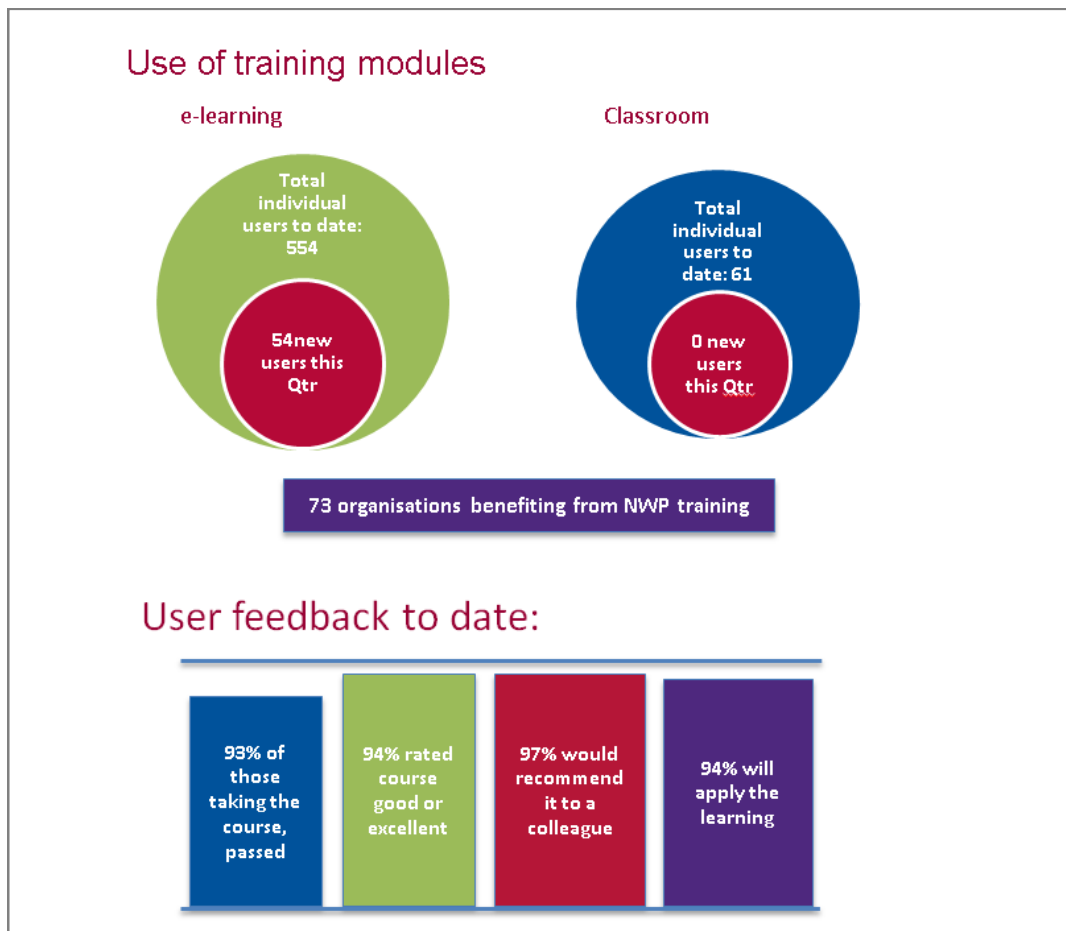 Use of training modules
e-learning
Classroom
Total
individual
users to date:
554
54new
users this
Qtr
Total
individual
users to
date: 61
0 new
users
this Qtr
73 organisations benefiting from NWP training
User feedback to date:
93% of
those
taking the
course,
passed
94% rated
course
good or
excellent
97% would
recommend
it to a
colleague
94% will
apply the
learning